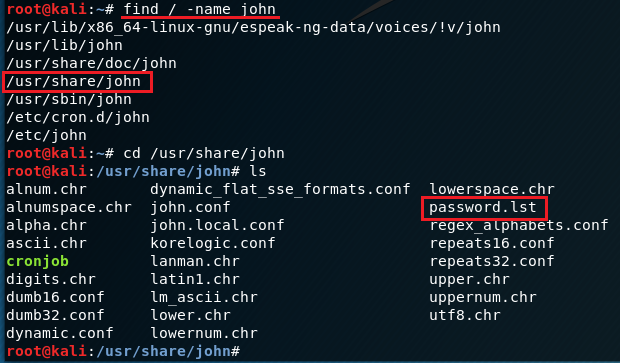 root@kali:~# find / -name john
/usr/lib/x86_64-linux-gnu/espeak-ng-data/voices/!v/john
/usr/lib/john
/usr/share/doc/john
/usr/share/john
/usr/sbin/john
/etc/cron.d/john
/etc/john
root@kali:~# cd /usr/share/john
root@kali:/usr/share/john# ls
alnum.chr dynamic_flat_sse_formats.conf lowerspace.chr
alnumspace.chr john.conf password.lst
alpha.chr john.local.conf regex_alphabets.conf
ascii.chr korelogic.conf repeats16.conf
cronjob lanman.chr repeats32.conf
digits.chr latin1.chr upper.chr
dumb16.conf lm_ascii.chr uppernum.chr
dumb32.conf lower.chr utf8.chr
dynamic.conf lowernum.chr
root@kali:/usr/share/john#